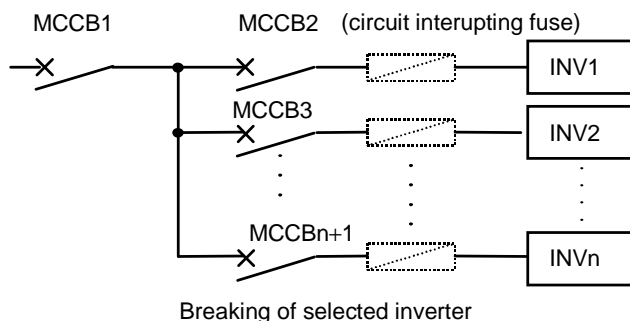 MCCB1
MCCB2
(circuit interupting fuse)
INV1
MCCB3
INV2
MCCBn+1
INVn
Breaking of selected inverter